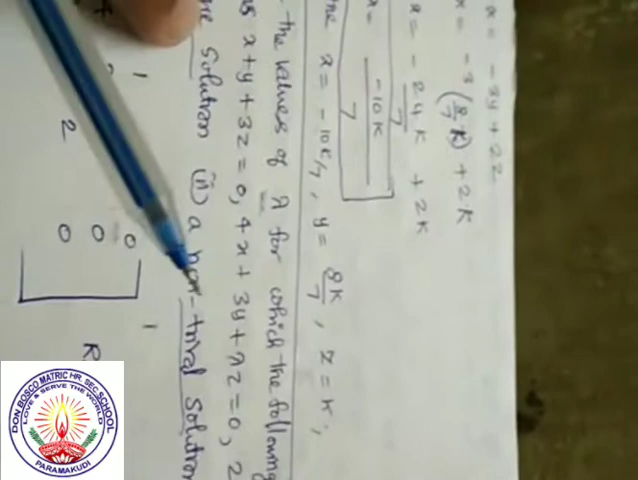 x = -3y + 2z
x = -3(8/7 k) + 2k
x = -24k/7 + 2k
x = -10k/7
x = -10k/7, y = 8k/7, z = k,
the values of λ for which the following
x + y + 3z = 0, 4x + 3y + λz = 0, 2
solution (ii) a non-trivial solution
1
2
0 0 0
1
R
DON BOSCO MATRIC HR SEC SCHOOL
LOVE & SERVE THE WORLD
PARAMAKUDI